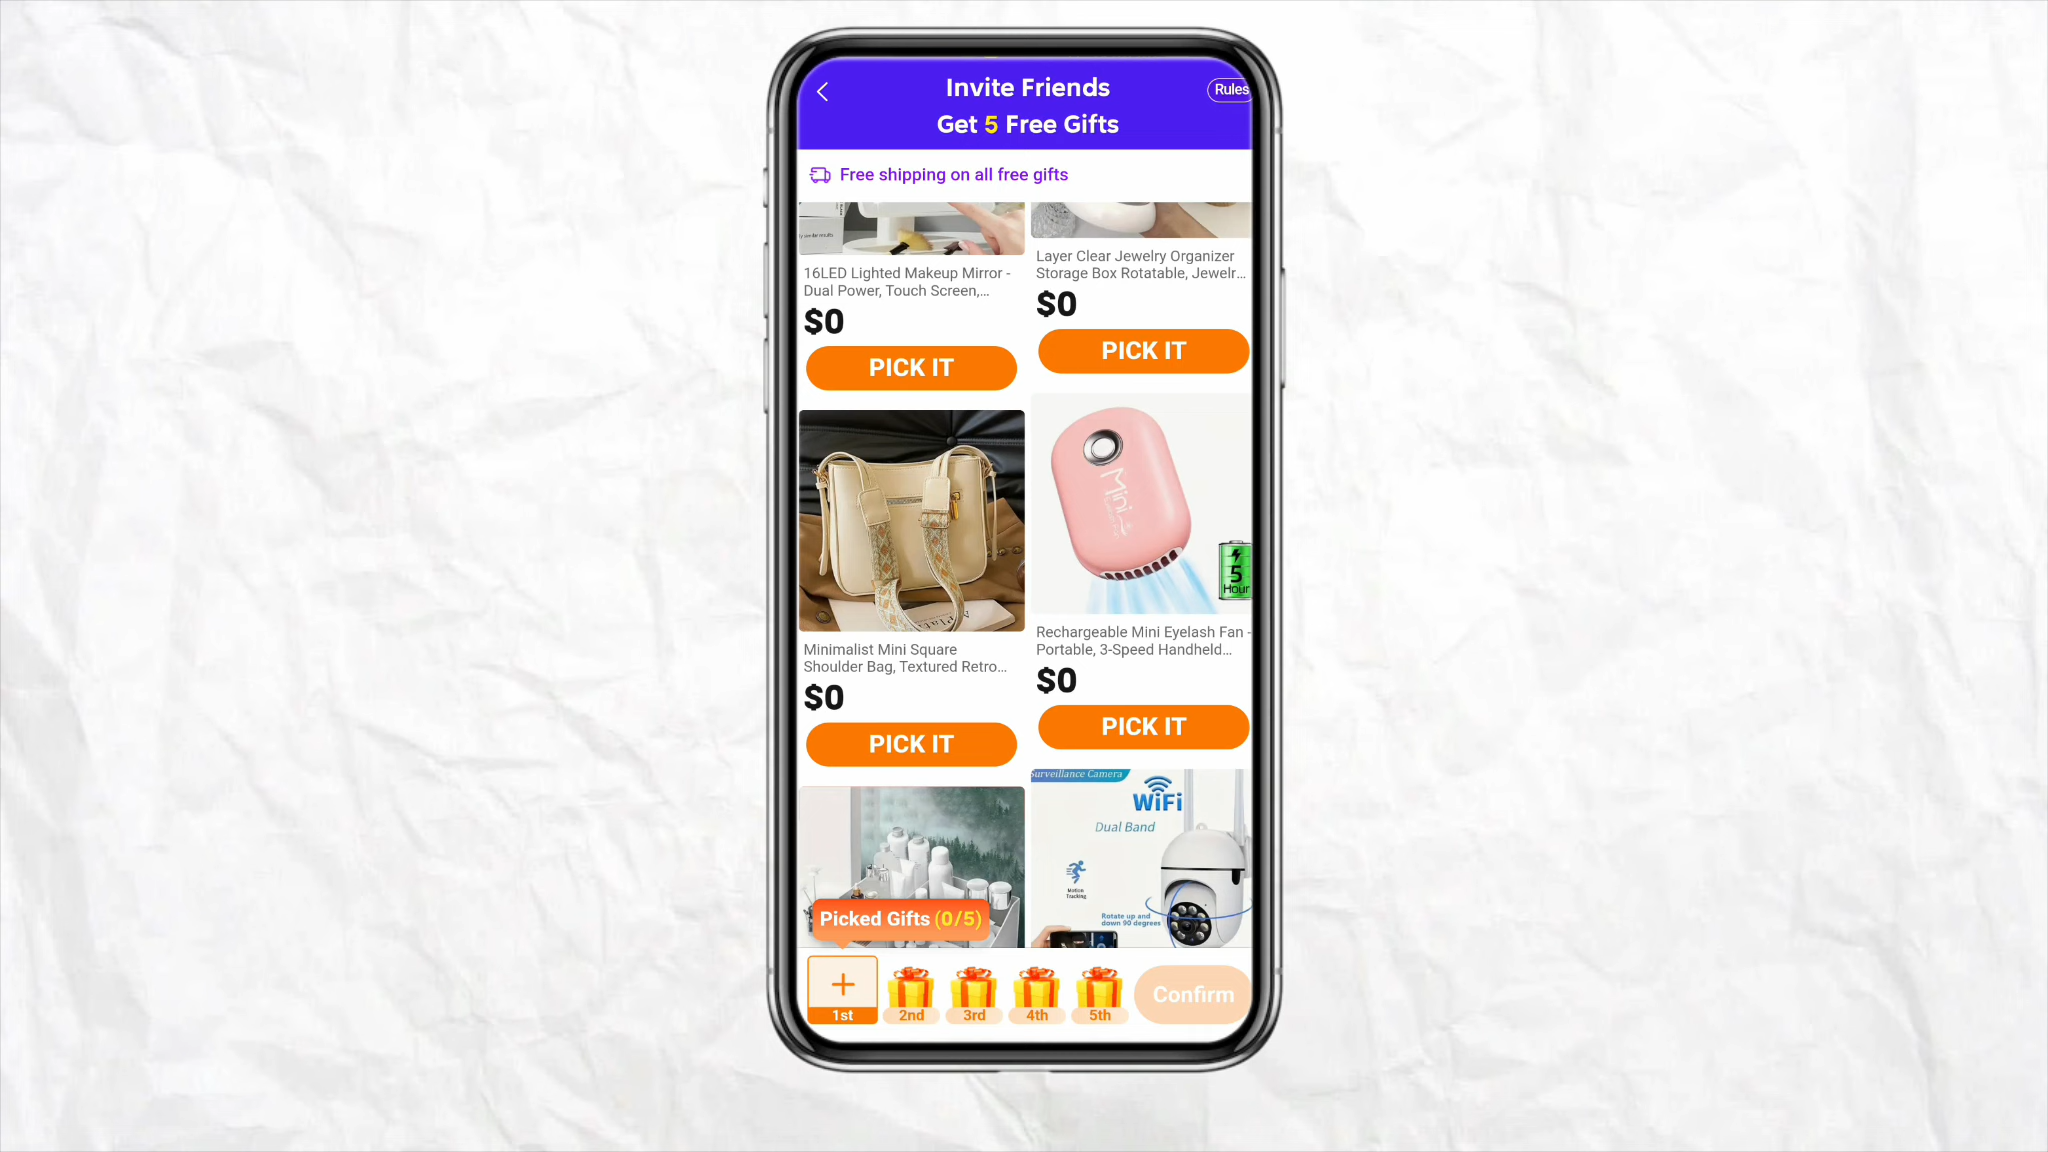 Invite Friends
Rules
Get 5 Free Gifts
Free shipping on all free gifts
16LED Lighted Makeup Mirror -
Dual Power, Touch Screen,...
$0
PICK IT
Layer Clear Jewelry Organizer
Storage Box Rotatable, Jewelr...
$0
PICK IT
Mini
5
Hour
Minimalist Mini Square
Shoulder Bag, Textured Retro...
$0
PICK IT
Rechargeable Mini Eyelash Fan -
Portable, 3-Speed Handheld...
$0
PICK IT
Surveillance Camera
WiFi
Dual Band
Motion
Tracking
Rotate up and
down 90 degrees
Picked Gifts (0/5)
+
1st
2nd
3rd
4th
5th
Confirm